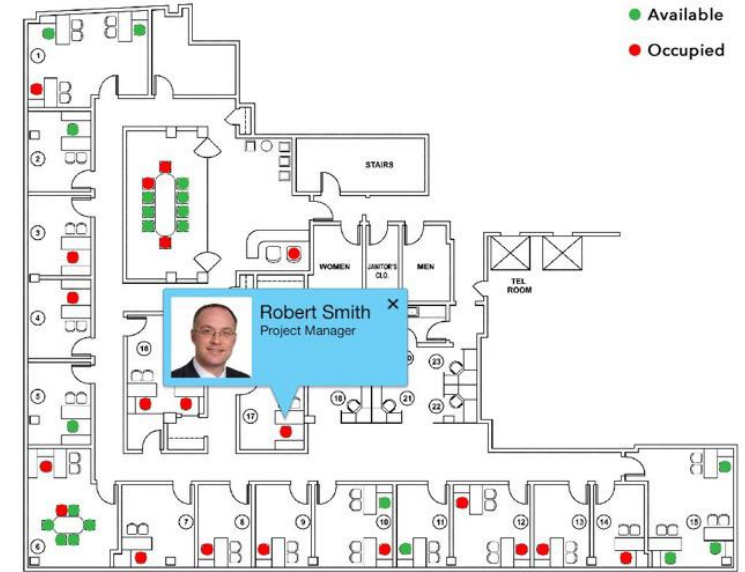 Available
Occupied
1
2
3
4
5
6
STAIRS
WOMEN
JANITOR'S
CLO.
MEN
TEL
ROOM
Robert Smith
Project Manager
×
16
17
18
21
22
23
7
8
9
10
11
12
13
14
15